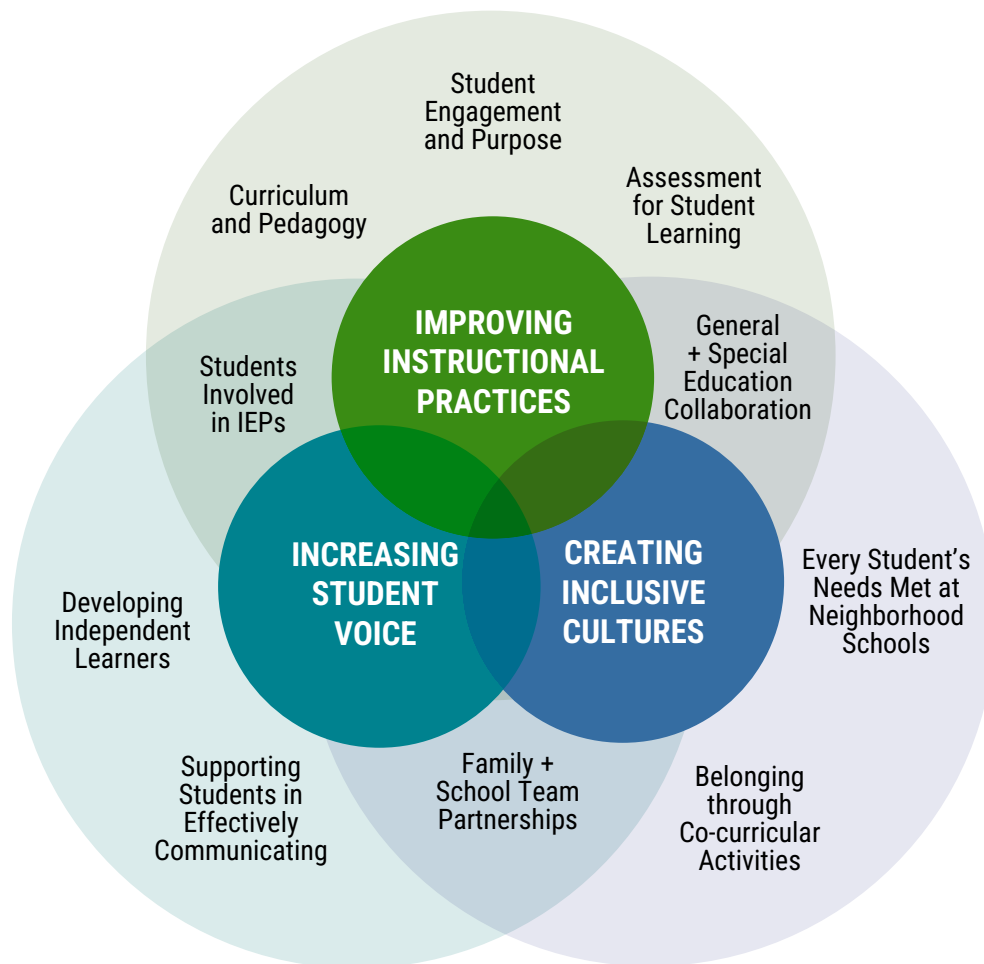 Student
Engagement
and Purpose
Curriculum
and Pedagogy
Assessment
for Student
Learning
IMPROVING
INSTRUCTIONAL
PRACTICES
Students
Involved
in IEPs
General
+ Special
Education
Collaboration
INCREASING
STUDENT
VOICE
CREATING
INCLUSIVE
CULTURES
Developing
Independent
Learners
Every Student’s
Needs Met at
Neighborhood
Schools
Supporting
Students in
Effectively
Communicating
Family +
School Team
Partnerships
Belonging
through
Co-curricular
Activities